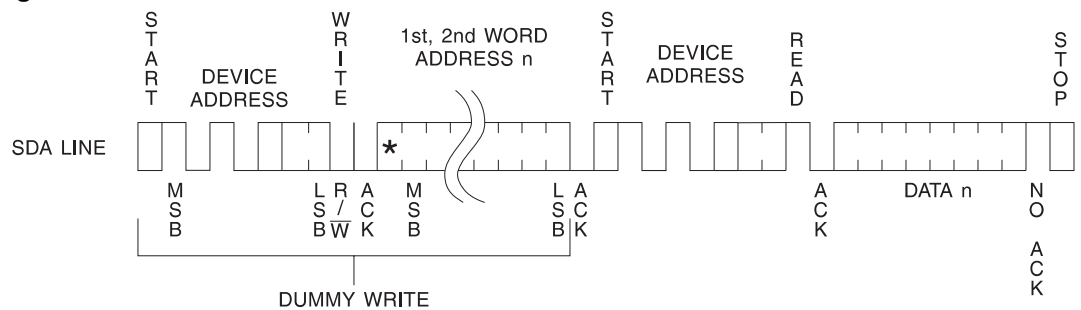 START
WRITE
1st, 2nd WORD
ADDRESS n
START
DEVICE
ADDRESS
READ
STOP
DEVICE
ADDRESS
SDA LINE
*
MSB
LSB
R/W
ACK
MSB
LSB
ACK
ACK
DATA n
NO ACK
DUMMY WRITE